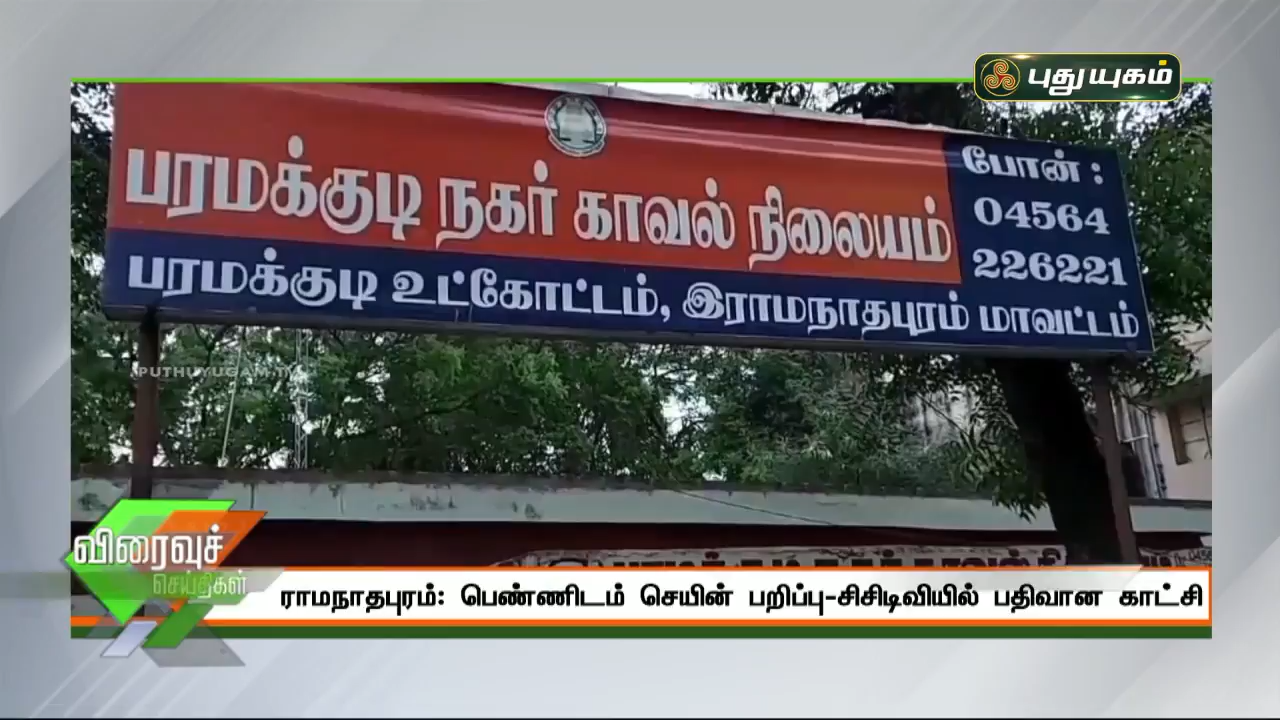 புதுயுகம்
பரமக்குடி நகர் காவல் நிலையம்
போன் :
04564
226221
பரமக்குடி உட்கோட்டம், இராமநாதபுரம் மாவட்டம்
PUTHUYUGAM TV
விரைவுச்
செய்திகள்
ராமநாதபுரம்: பெண்ணிடம் செயின் பறிப்பு-சிசிடிவியில் பதிவான காட்சி